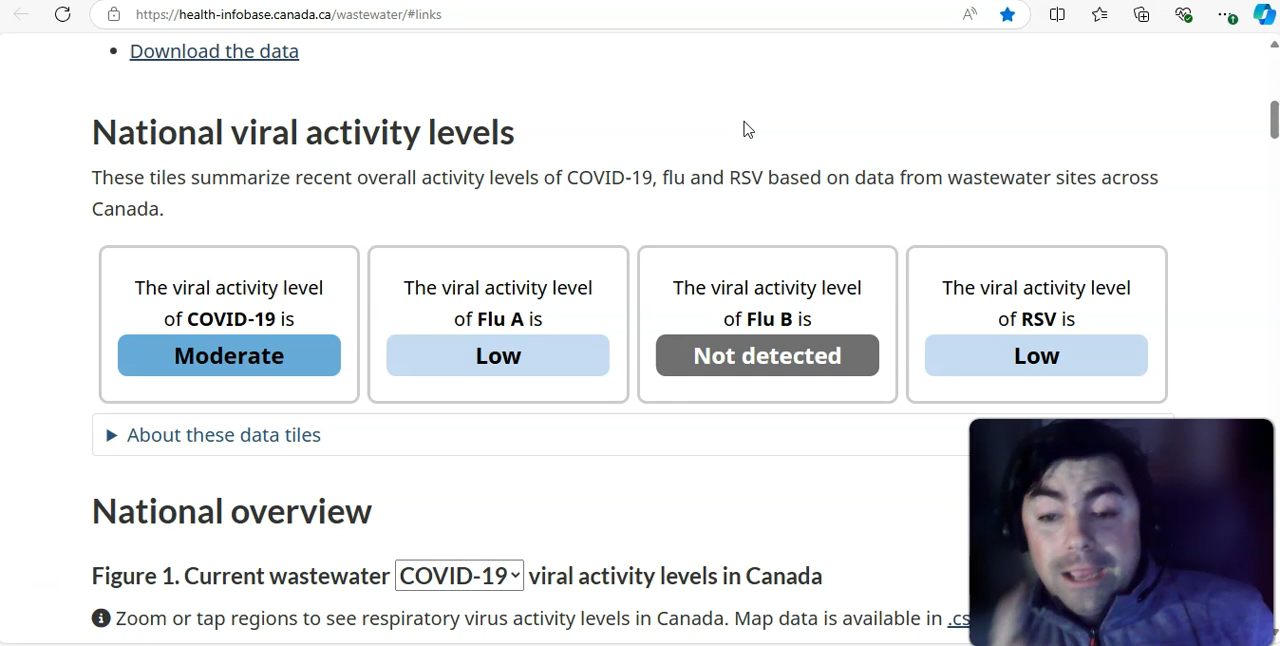 https://health-infobase.canada.ca/wastewater/#links
Download the data
National viral activity levels
These tiles summarize recent overall activity levels of COVID-19, flu and RSV based on data from wastewater sites across
Canada.
The viral activity level
of COVID-19 is
Moderate
The viral activity level
of Flu A is
Low
The viral activity level
of Flu B is
Not detected
The viral activity level
of RSV is
Low
About these data tiles
National overview
Figure 1. Current wastewater COVID-19 viral activity levels in Canada
Zoom or tap regions to see respiratory virus activity levels in Canada. Map data is available in .cs